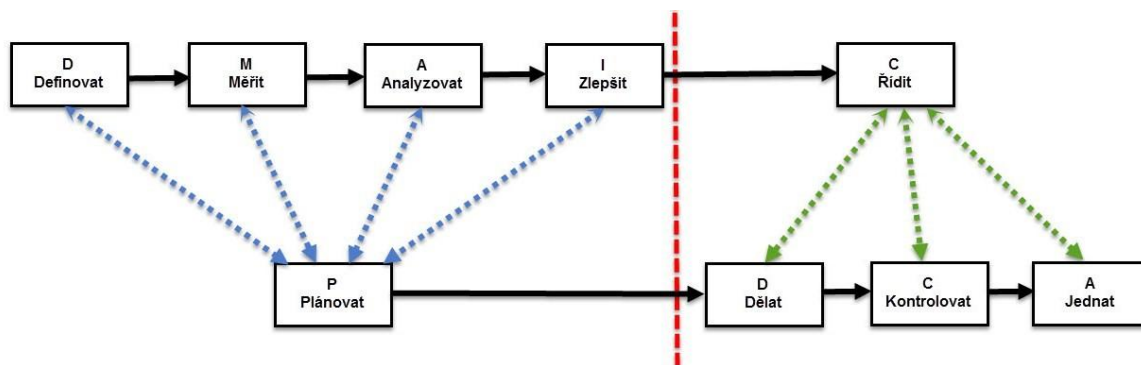 D
Definovat
M
Měřit
A
Analyzovat
I
Zlepšit
C
Řídit
P
Plánovat
D
Dělat
C
Kontrolovat
A
Jednat